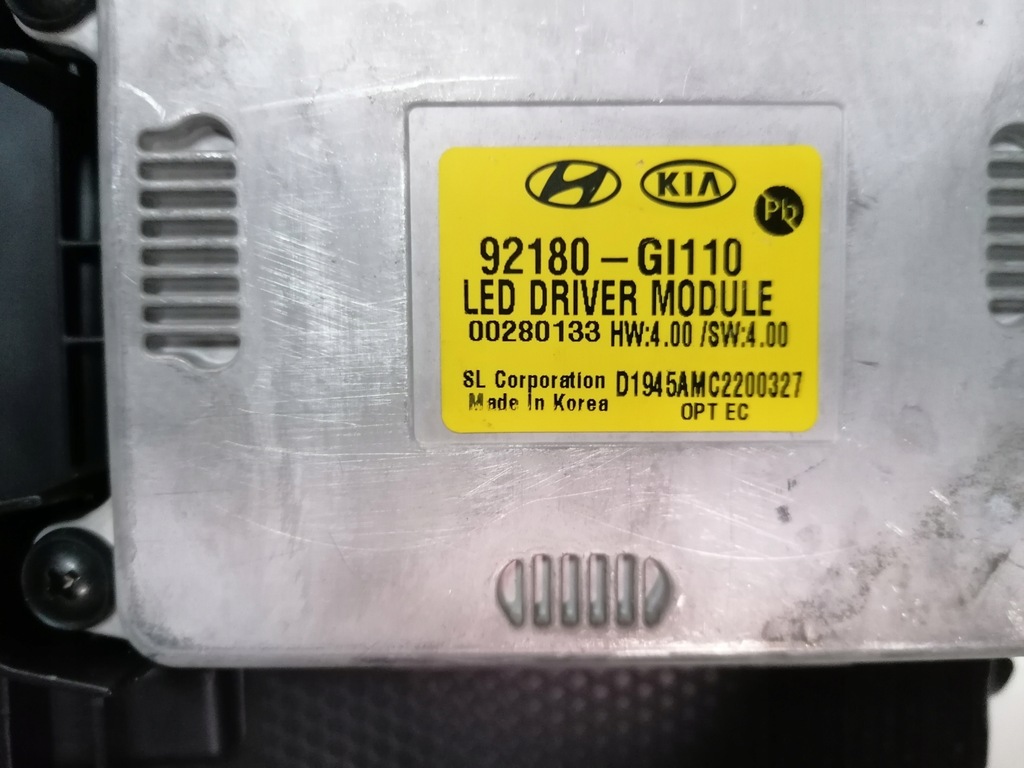 KIA
Pb
92180-GI110
LED DRIVER MODULE
00280133 HW:4.00 /SW:4.00
SL Corporation D1945AMC2200327
Made In Korea OPT EC